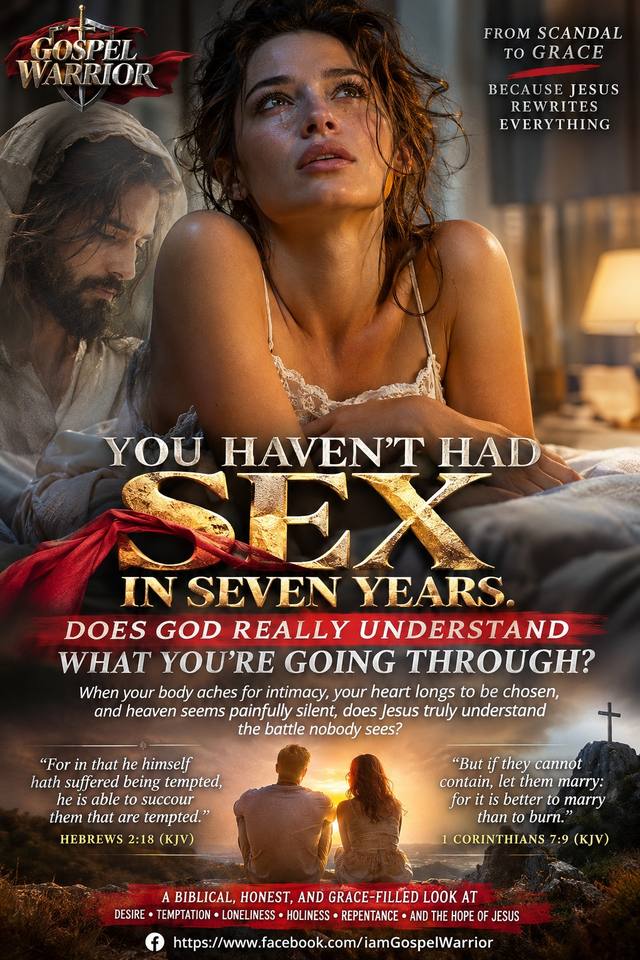 GOSPEL
WARRIOR
FROM SCANDAL
TO GRACE
BECAUSE JESUS
REWRITES
EVERYTHING
YOU HAVEN'T HAD
SEX
IN SEVEN YEARS.
DOES GOD REALLY UNDERSTAND
WHAT YOU'RE GOING THROUGH?
When your body aches for intimacy, your heart longs to be chosen,
and heaven seems painfully silent, does Jesus truly understand
the battle nobody sees?
"For in that he himself
hath suffered being tempted,
he is able to succour
them that are tempted."
HEBREWS 2:18 (KJV)
"But if they cannot
contain, let them marry:
for it is better to marry
than to burn."
1 CORINTHIANS 7:9 (KJV)
A BIBLICAL, HONEST, AND GRACE-FILLED LOOK AT
DESIRE • TEMPTATION • LONELINESS • HOLINESS • REPENTANCE • AND THE HOPE OF JESUS
https://www.facebook.com/iamGospelWarrior